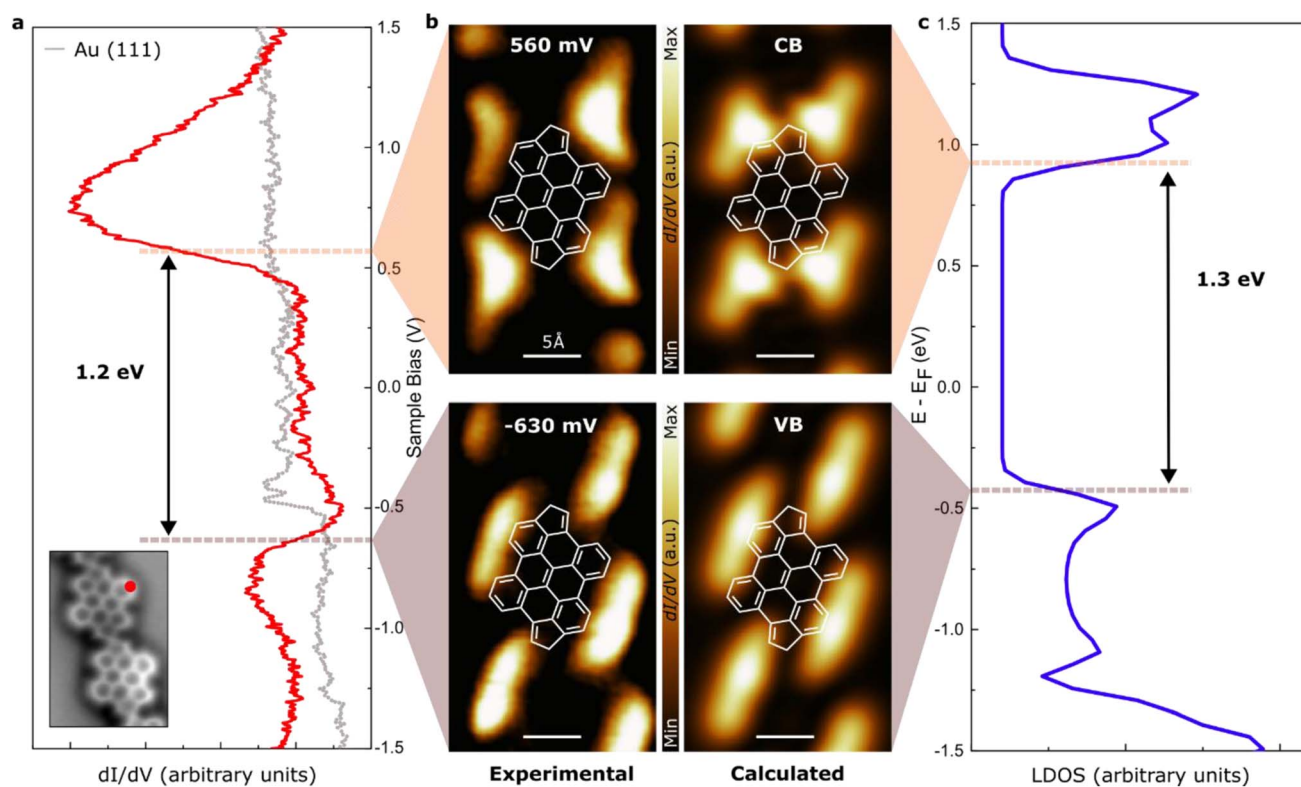 a
Au (111)
1.5
1.0
0.5
0.0
-0.5
-1.0
-1.5
Sample Bias (V)
1.2 eV
dI/dV (arbitrary units)
b
560 mV
5Å
Max
dI/dV (a.u.)
Min
CB
-630 mV
Max
dI/dV (a.u.)
Min
VB
Experimental
Calculated
c
1.5
1.0
0.5
0.0
-0.5
-1.0
-1.5
E - EF (eV)
1.3 eV
LDOS (arbitrary units)